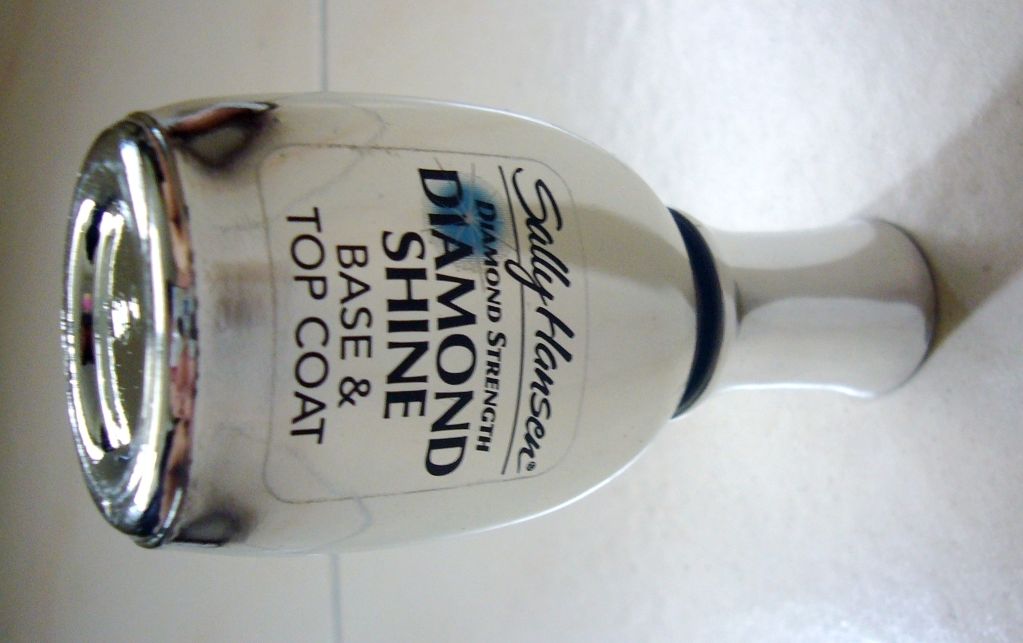 Sally Hansen®
DIAMOND STRENGTH
DIAMOND
SHINE
BASE &
TOP COAT